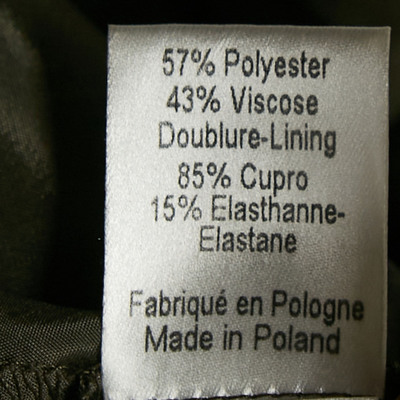 57% Polyester
43% Viscose
Doublure-Lining
85% Cupro
15% Elasthanne-
Elastane
Fabriqué en Pologne
Made in Poland